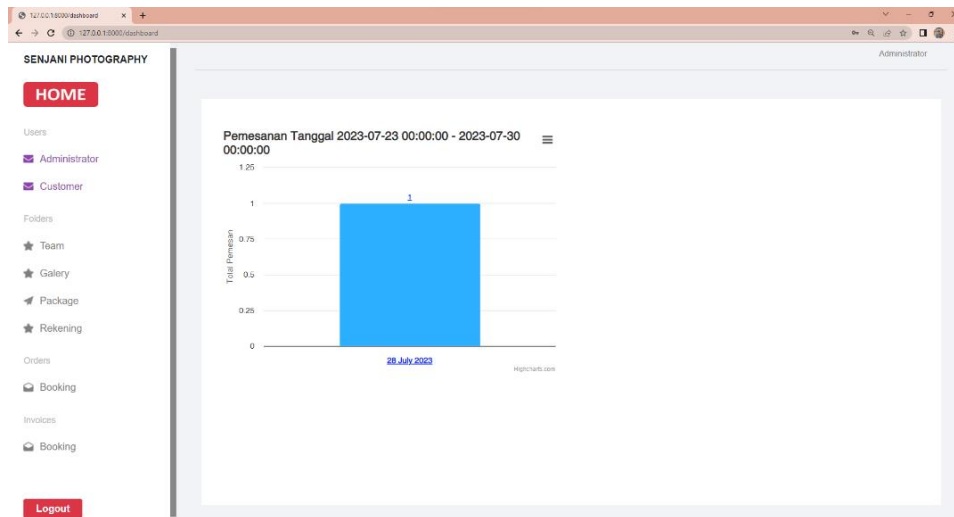 127.0.0.1:8000/dashboard
127.0.0.1:8000/dashboard
SENJANI PHOTOGRAPHY
Administrator
HOME
Users
Administrator
Customer
Folders
Team
Galery
Package
Rekening
Orders
Booking
Invoices
Booking
Logout
Pemesanan Tanggal 2023-07-23 00:00:00 - 2023-07-30
00:00:00
1.25
1
1
0.75
0.5
0.25
0
Total Pemesan
28 July 2023
Highcharts.com